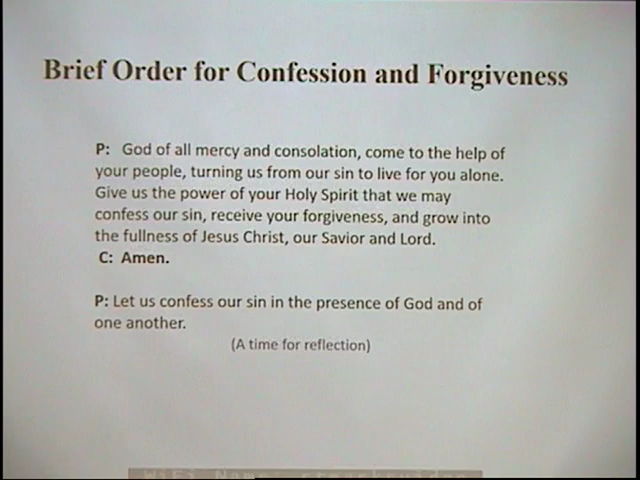 Brief Order for Confession and Forgiveness
P: God of all mercy and consolation, come to the help of
your people, turning us from our sin to live for you alone.
Give us the power of your Holy Spirit that we may
confess our sin, receive your forgiveness, and grow into
the fullness of Jesus Christ, our Savior and Lord.
C: Amen.
P: Let us confess our sin in the presence of God and of
one another.
(A time for reflection)
WiFi Name: